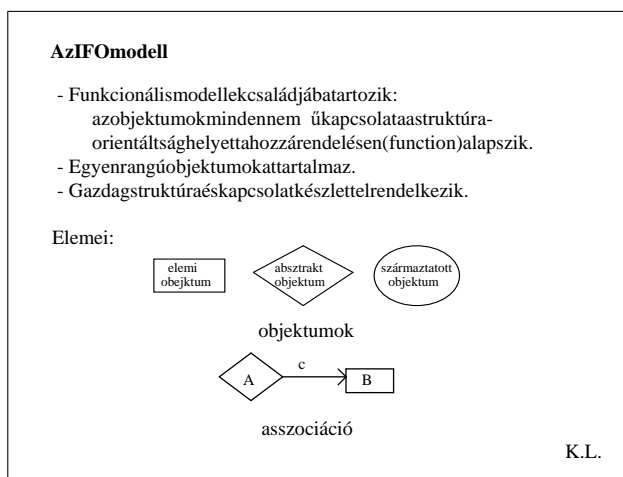 AzIFOmodell
- Funkcionálismodellekcsaládjábatartozik:
azobjektumokmindennem űkapcsolataastruktúra-
orientáltsághelyettahozzárendelésen(function)alapszik.
- Egyenrangúobjektumokattartalmaz.
- Gazdagstruktúraéskapcsolatkészlettelrendelkezik.
Elemei:
elemi
obejktum
absztrakt
objektum
származtatott
objektum
objektumok
A
c
B
asszociáció
K.L.